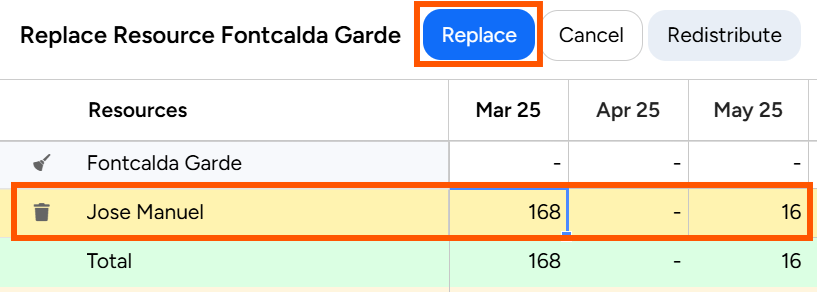 Replace Resource Fontcalda Garde Replace Cancel Redistribute
Resources Mar 25 Apr 25 May 25
Fontcalda Garde - - -
Jose Manuel 168 - 16
Total 168 - 16